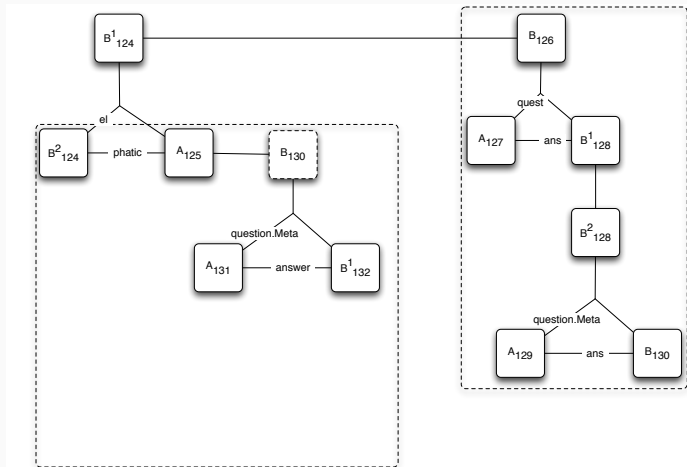 B¹124
B126
el
quest
B²124
phatic
A125
B130
A127
ans
B¹128
B²128
question.Meta
A131
answer
B¹132
question.Meta
A129
ans
B130